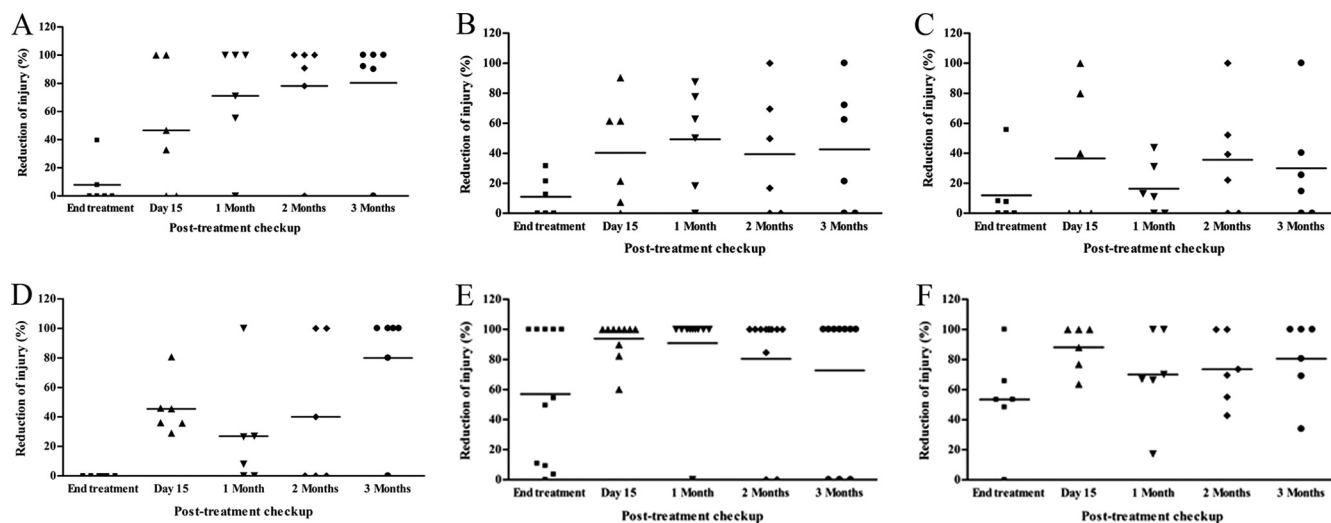 A
Reduction of injury (%)
120
100
80
60
40
20
0
End treatment Day 15 1 Month 2 Months 3 Months
Post-treatment checkup
B
Reduction of injury (%)
120
100
80
60
40
20
0
End treatment Day 15 1 Month 2 Months 3 Months
Post-treatment checkup
C
Reduction of injury (%)
120
100
80
60
40
20
0
End treatment Day 15 1 Month 2 Months 3 Months
Post-treatment checkup
D
Reduction of injury (%)
120
100
80
60
40
20
0
End treatment Day 15 1 Month 2 Months 3 Months
Post-treatment checkup
E
Reduction of injury (%)
120
100
80
60
40
20
0
End treatment Day 15 1 Month 2 Months 3 Months
Post-treatment checkup
F
Reduction of injury (%)
120
100
80
60
40
20
0
End treatment Day 15 1 Month 2 Months 3 Months
Post-treatment checkup